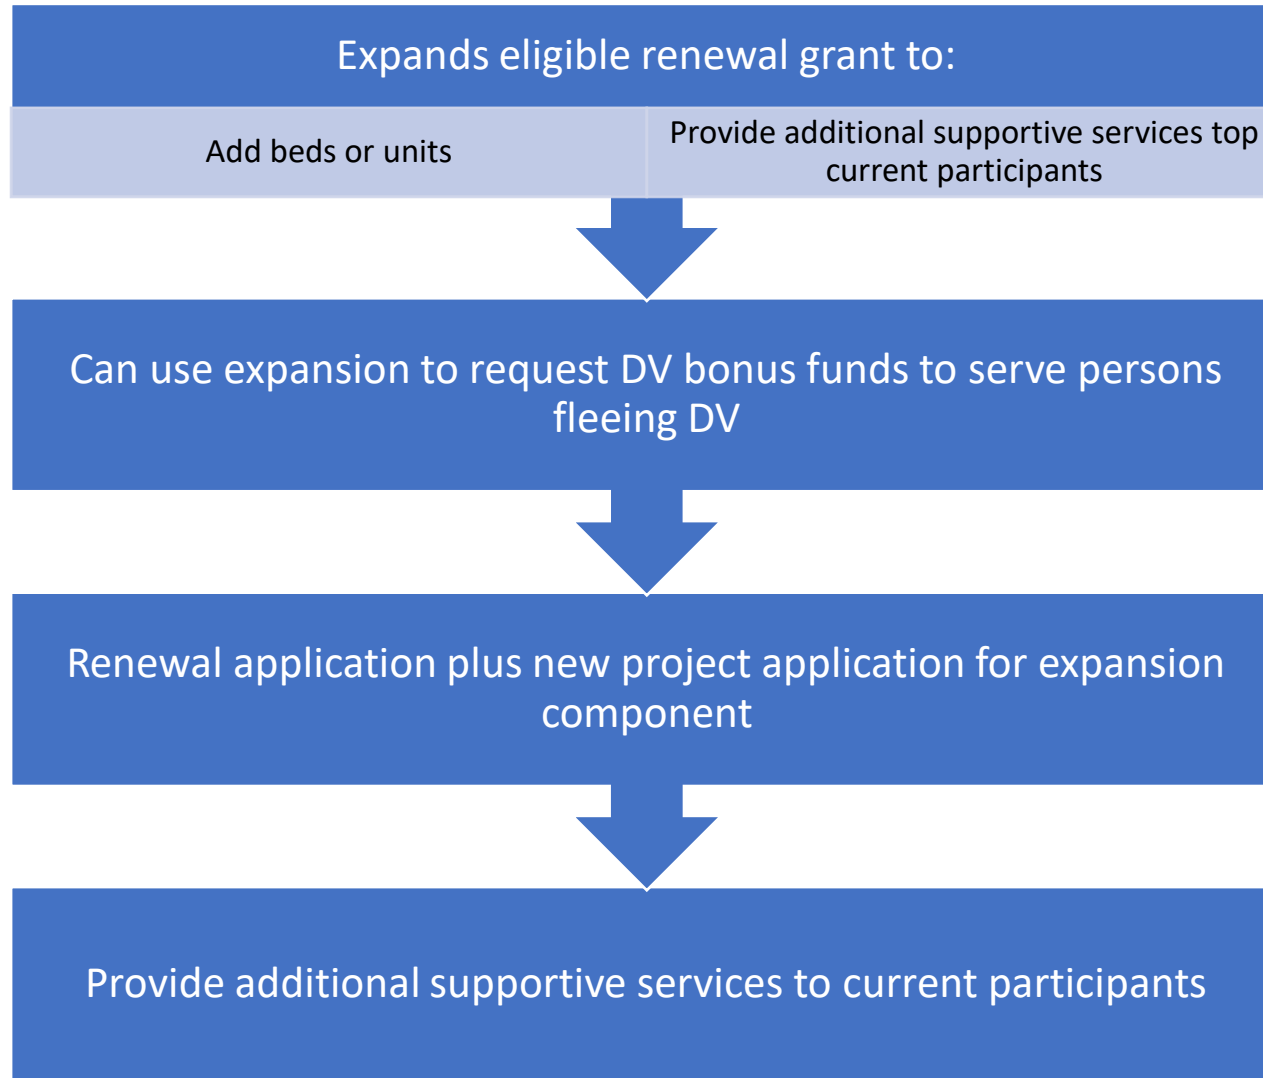 Expands eligible renewal grant to:
Add beds or units
Provide additional supportive services top
current participants
Can use expansion to request DV bonus funds to serve persons
fleeing DV
Renewal application plus new project application for expansion
component
Provide additional supportive services to current participants